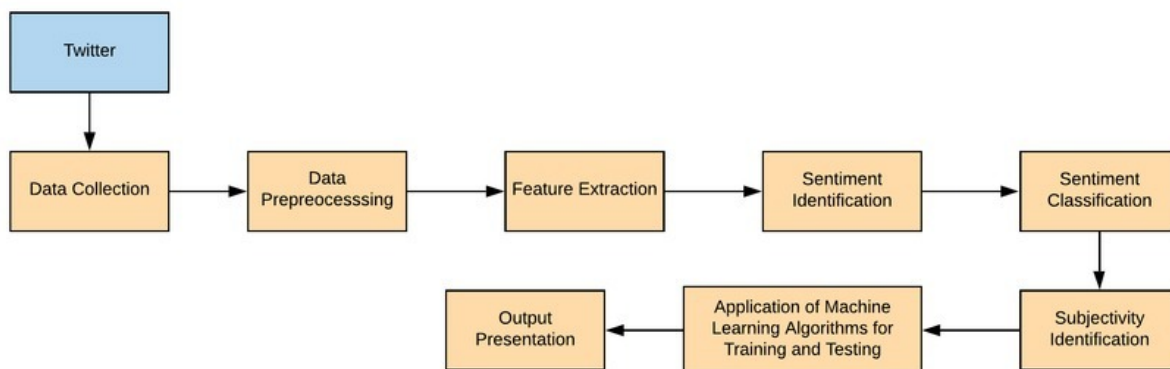 Twitter
Data Collection
Data
Prepreocesssing
Feature Extraction
Sentiment
Identification
Sentiment
Classification
Subjectivity
Identification
Application of Machine
Learning Algorithms for
Training and Testing
Output
Presentation